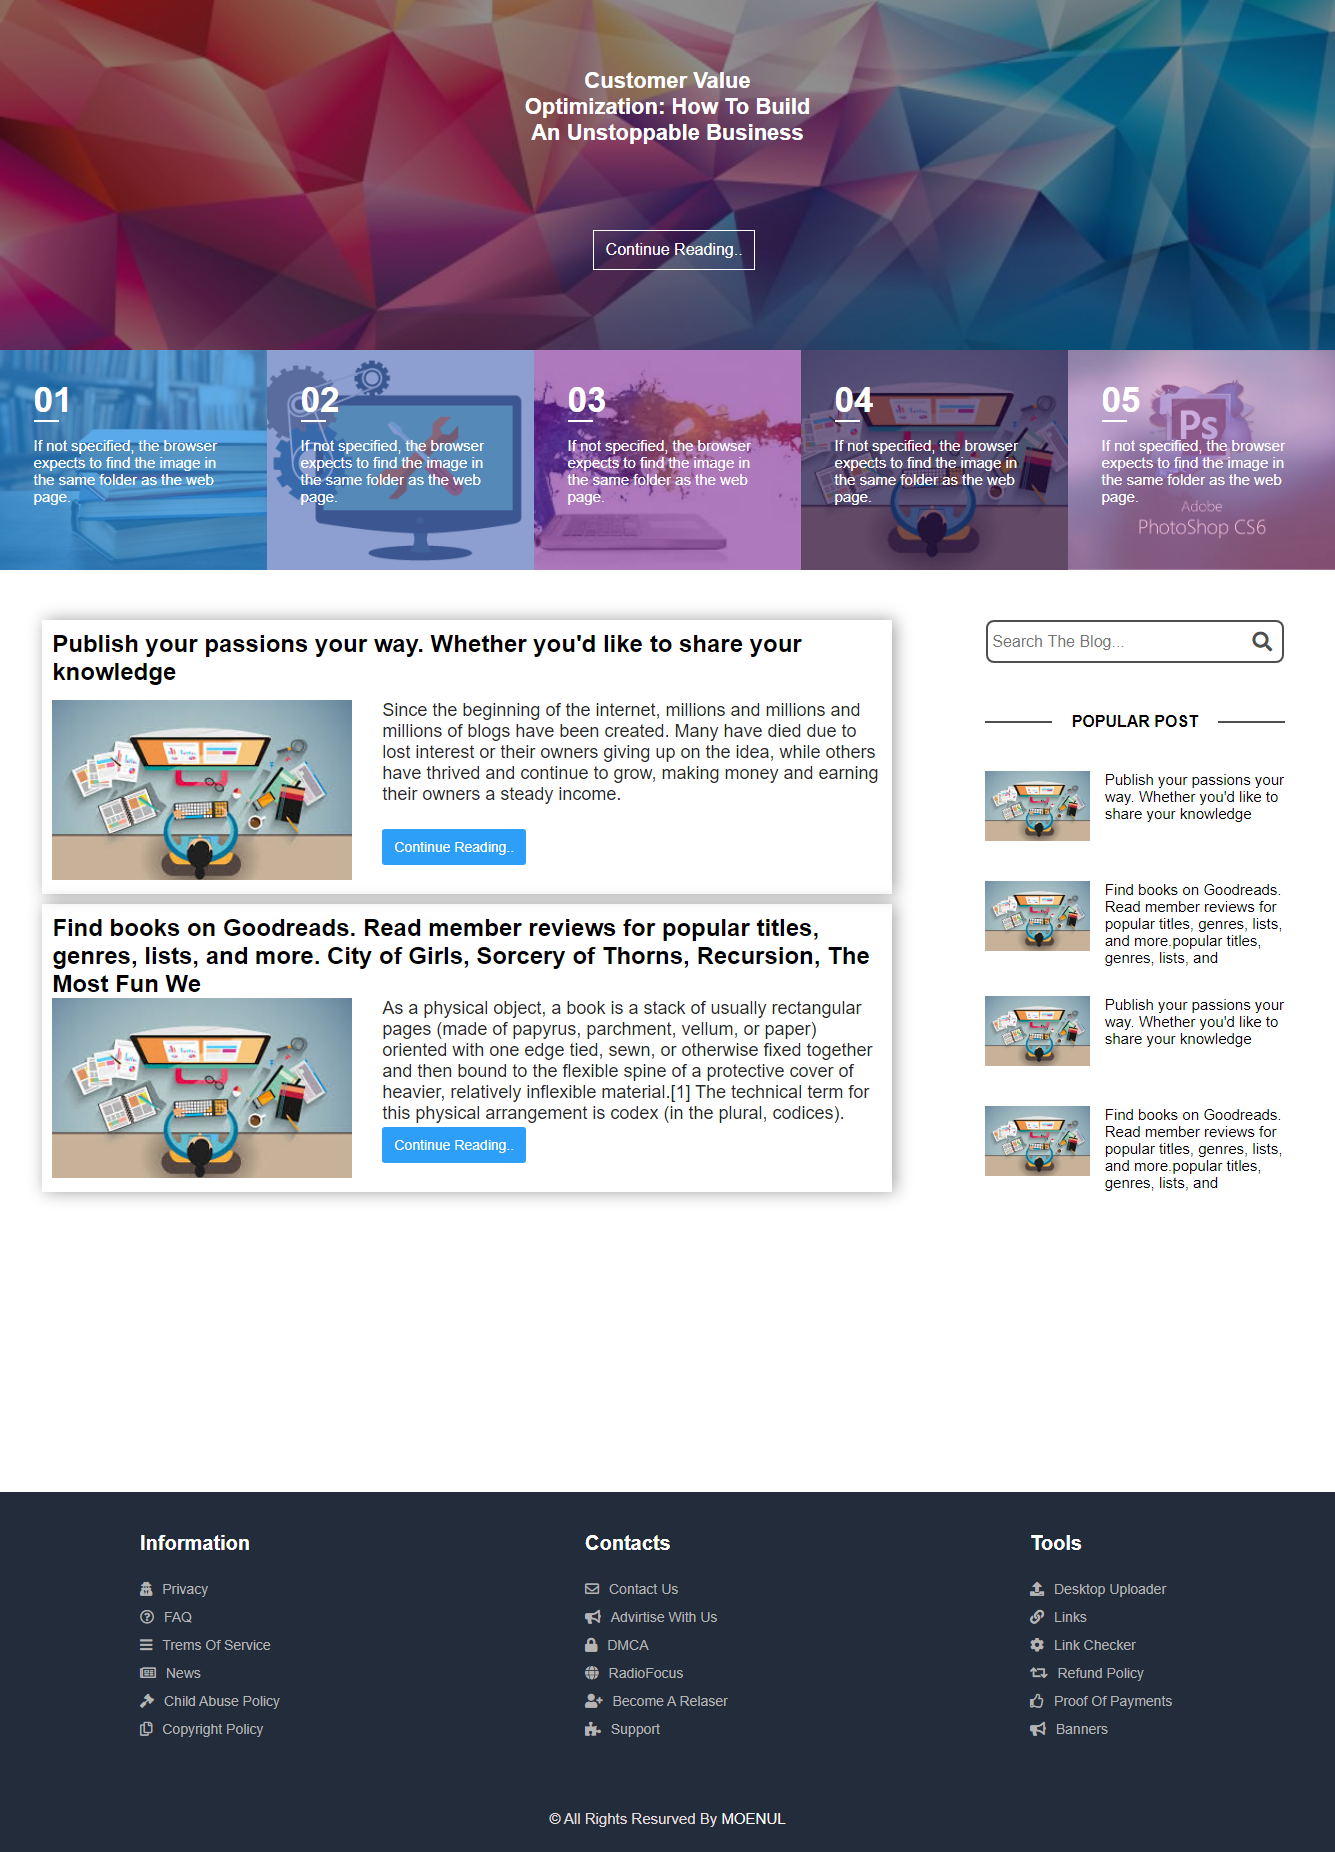 Customer Value
Optimization: How To Build
An Unstoppable Business
Continue Reading..
01
If not specified, the browser
expects to find the image in
the same folder as the web
page.
02
If not specified, the browser
expects to find the image in
the same folder as the web
page.
03
If not specified, the browser
expects to find the image in
the same folder as the web
page.
04
If not specified, the browser
expects to find the image in
the same folder as the web
page.
05
Ps
If not specified, the browser
expects to find the image in
the same folder as the web
page.
Adobe
PhotoShop CS6
Publish your passions your way. Whether you'd like to share your
knowledge
Since the beginning of the internet, millions and millions and
millions of blogs have been created. Many have died due to
lost interest or their owners giving up on the idea, while others
have thrived and continue to grow, making money and earning
their owners a steady income.
Continue Reading..
Find books on Goodreads. Read member reviews for popular titles,
genres, lists, and more. City of Girls, Sorcery of Thorns, Recursion, The
Most Fun We
As a physical object, a book is a stack of usually rectangular
pages (made of papyrus, parchment, vellum, or paper)
oriented with one edge tied, sewn, or otherwise fixed together
and then bound to the flexible spine of a protective cover of
heavier, relatively inflexible material.[1] The technical term for
this physical arrangement is codex (in the plural, codices).
Continue Reading..
Search The Blog...
POPULAR POST
Publish your passions your
way. Whether you'd like to
share your knowledge
Find books on Goodreads.
Read member reviews for
popular titles, genres, lists,
and more.popular titles,
genres, lists, and
Publish your passions your
way. Whether you'd like to
share your knowledge
Find books on Goodreads.
Read member reviews for
popular titles, genres, lists,
and more.popular titles,
genres, lists, and
Information
Privacy
FAQ
Trems Of Service
News
Child Abuse Policy
Copyright Policy
Contacts
Contact Us
Advirtise With Us
DMCA
RadioFocus
Become A Relaser
Support
Tools
Desktop Uploader
Links
Link Checker
Refund Policy
Proof Of Payments
Banners
© All Rights Resurved By MOENUL